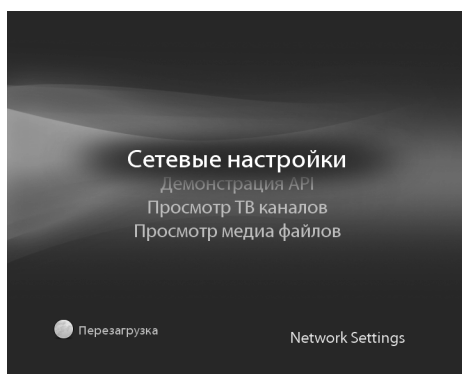 Сетевые настройки
Демонстрация API
Просмотр ТВ каналов
Просмотр медиа файлов
Перезагрузка
Network Settings